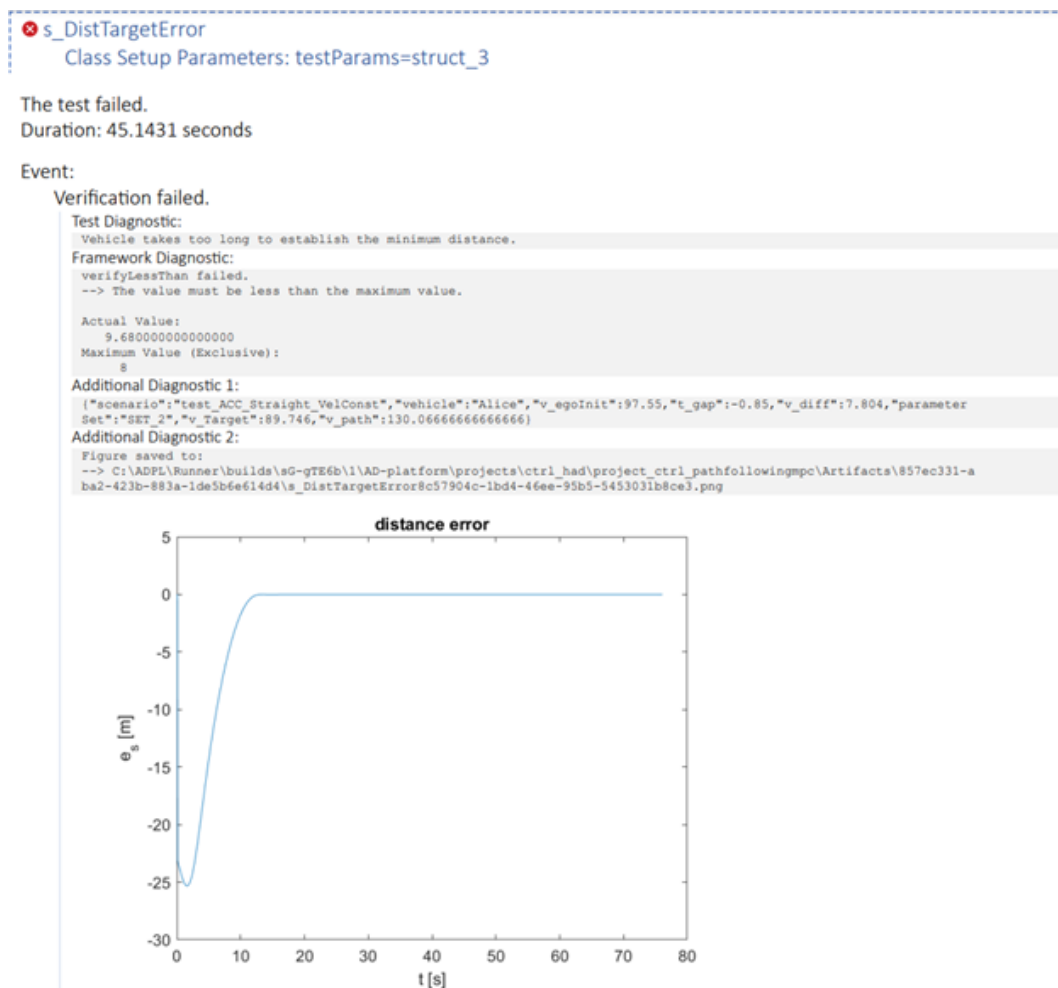 s_DistTargetError
Class Setup Parameters: testParams=struct_3
The test failed.
Duration: 45.1431 seconds
Event:
Verification failed.
Test Diagnostic:
Vehicle takes too long to establish the minimum distance.
Framework Diagnostic:
verifyLessThan failed.
--> The value must be less than the maximum value.
Actual Value:
9.680000000000000
Maximum Value (Exclusive):
8
Additional Diagnostic 1:
{"scenario":"test_ACC_Straight_VelConst","vehicle":"Alice","v_egoInit":97.55,"t_gap":-0.85,"v_diff":7.804,"parameter
Set":"SET_2","v_Target":89.746,"v_path":130.06666666666666}
Additional Diagnostic 2:
Figure saved to:
--> C:\ADPL\Runner\builds\sG-gTE6b\1\AD-platform\projects\ctrl_had\project_ctrl_pathfollowingmpc\Artifacts\857ec331-a
ba2-423b-883a-1de5b6e614d4\s_DistTargetError8c57904c-1bd4-46ee-95b5-5453031b8ce3.png
distance error
5
0
-5
-10
-15
-20
-25
-30
e_s [m]
0 10 20 30 40 50 60 70 80
t [s]